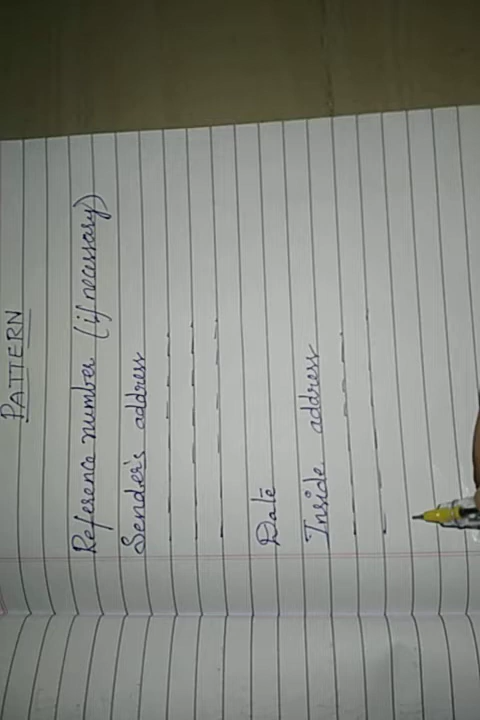 PATTERN
Reference number (if necessary)
Sender's address
Date
Inside address